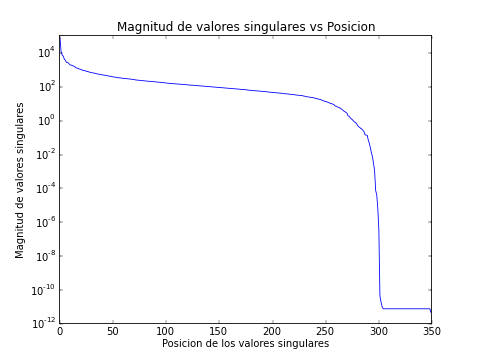 Magnitud de valores singulares vs Posicion
10^4
10^2
10^0
10^-2
10^-4
10^-6
10^-8
10^-10
10^-12
Magnitud de valores singulares
0 50 100 150 200 250 300 350
Posicion de los valores singulares